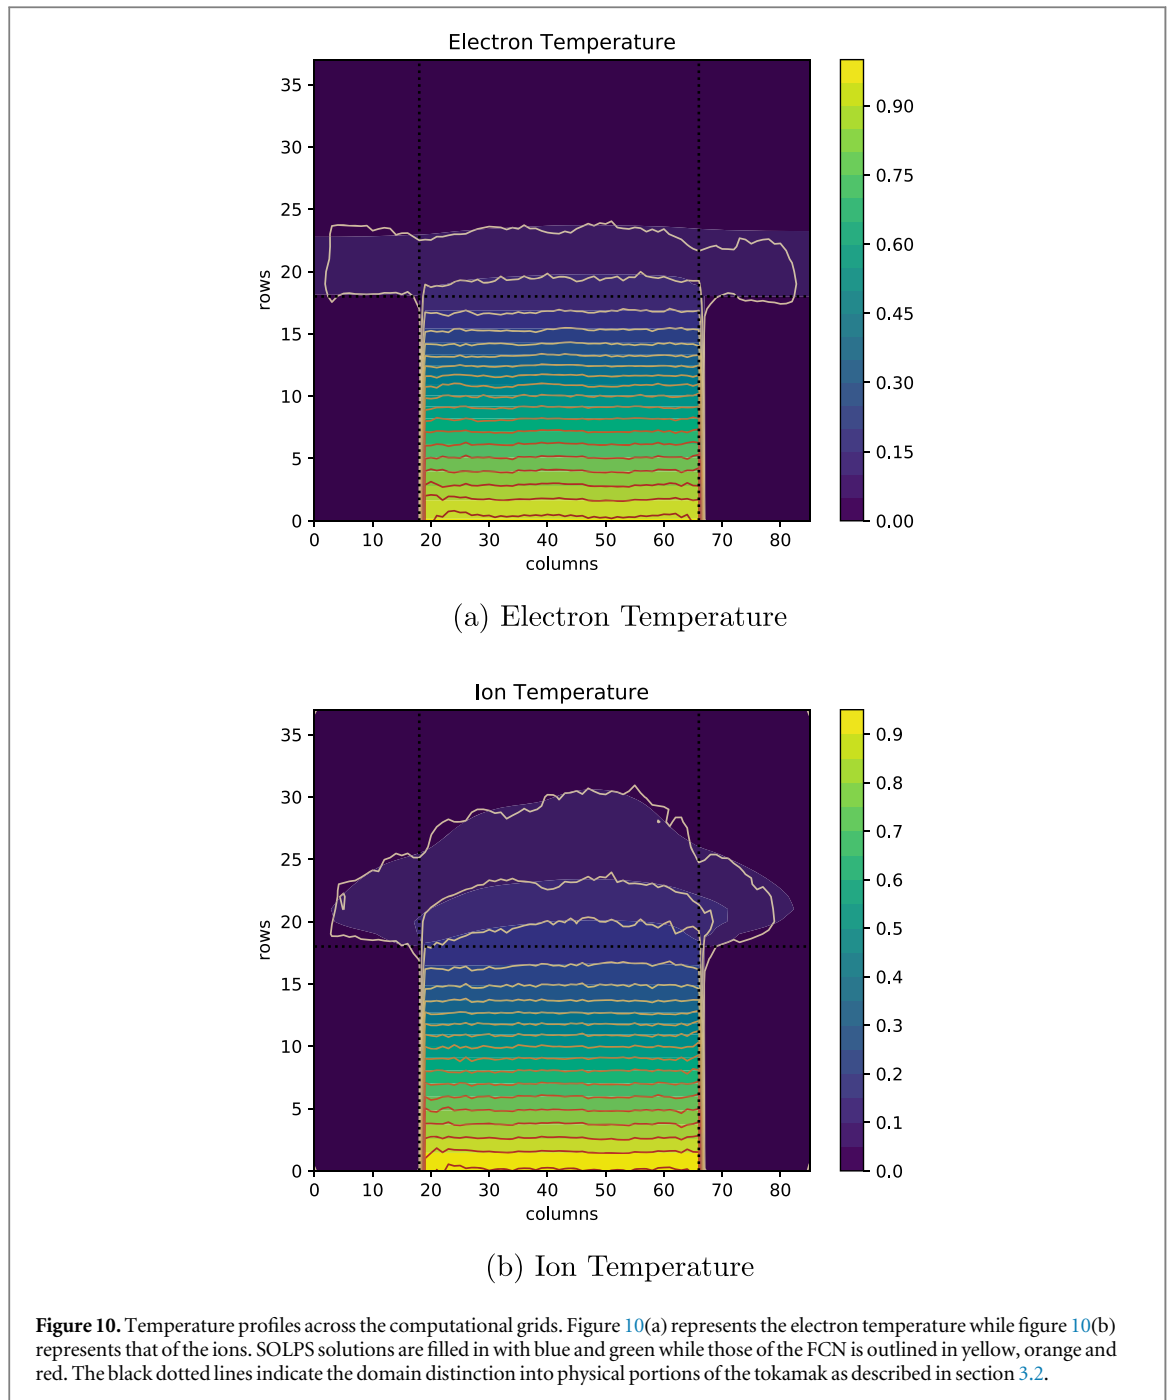 Electron Temperature
35
30
25
20
15
10
5
0
rows
0 10 20 30 40 50 60 70 80
columns
0.90
0.75
0.60
0.45
0.30
0.15
0.00
(a) Electron Temperature
Ion Temperature
35
30
25
20
15
10
5
0
rows
0 10 20 30 40 50 60 70 80
columns
0.9
0.8
0.7
0.6
0.5
0.4
0.3
0.2
0.1
0.0
(b) Ion Temperature
Figure 10. Temperature profiles across the computational grids. Figure 10(a) represents the electron temperature while figure 10(b)
represents that of the ions. SOLPS solutions are filled in with blue and green while those of the FCN is outlined in yellow, orange and
red. The black dotted lines indicate the domain distinction into physical portions of the tokamak as described in section 3.2.